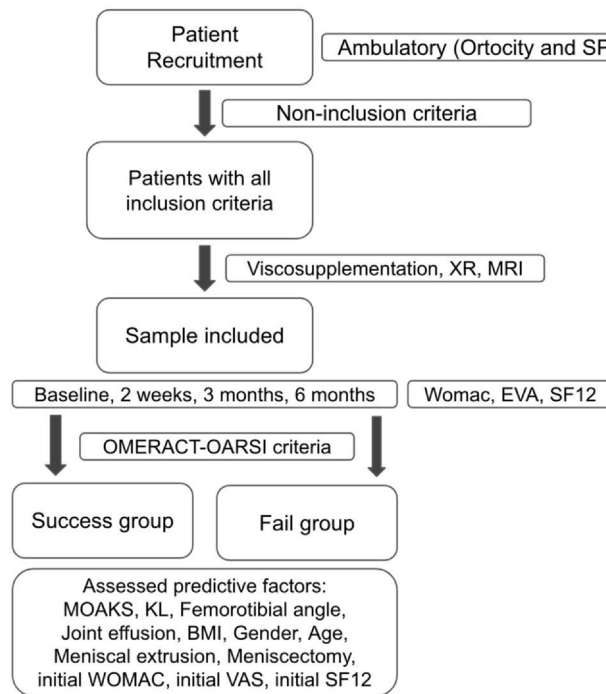 Patient
Recruitment
Ambulatory (Ortocity and
Non-inclusion criteria
Patients with all
inclusion criteria
Viscosupplementation, XR, MRI
Sample included
Baseline, 2 weeks, 3 months, 6 months
Womac, EVA, SF12
OMERACT-OARSI criteria
Success group
Fail group
Assessed predictive factors:
MOAKS, KL, Femorotibial angle,
Joint effusion, BMI, Gender, Age,
Meniscal extrusion, Meniscectomy,
initial WOMAC, initial VAS, initial SF12